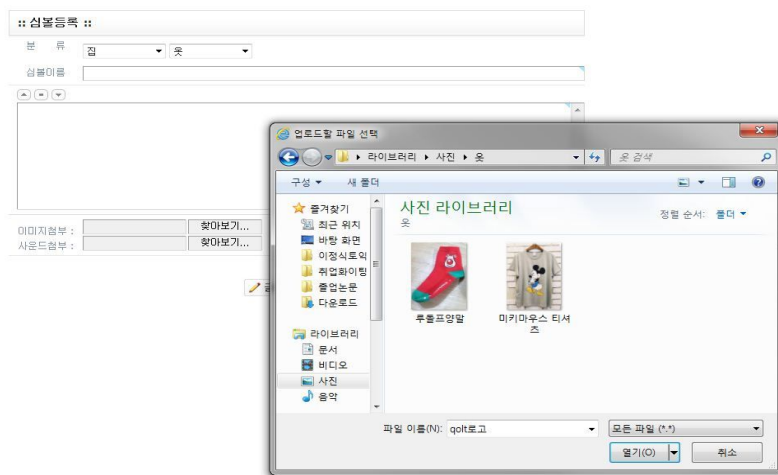 :: 심볼등록 ::
분 류 집 옷
심볼이름
업로드할 파일 선택
라이브러리 ▸ 사진 ▸ 옷 옷 검색
구성 새 폴더
즐겨찾기
최근 위치
바탕 화면
이정식토익
취업화이팅
졸업논문
다운로드
라이브러리
문서
비디오
사진
음악
사진 라이브러리
옷
정렬 순서: 폴더
루돌프양말
미키마우스 티셔
츠
이미지첨부 : 찾아보기...
사운드첨부 : 찾아보기...
파일 이름(N): qolt로고 모든 파일 (*.*)
열기(O) 취소